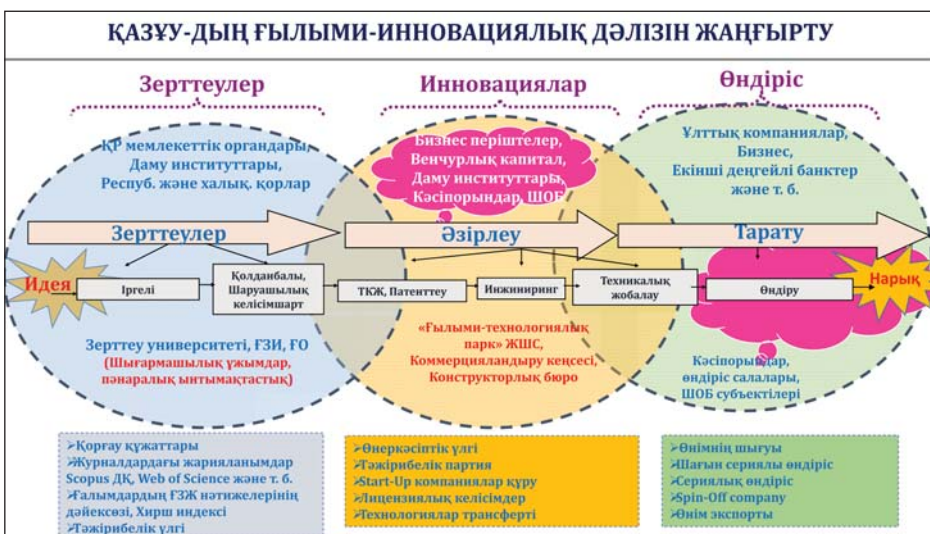 ҚАЗҰУ-ДЫҢ ҒЫЛЫМИ-ИННОВАЦИЯЛЫҚ ДӘЛІЗІН ЖАҢҒЫРТУ
Зерттеулер
Инновациялар
Өндіріс
ҚР мемлекеттік органдары,
Даму институттары,
Респуб. және халық. қорлар
Бизнес періштелер,
Венчурлық капитал,
Даму институттары,
Кәсіпорындар, ШОБ
Ұлттық компаниялар,
Бизнес,
Екінші деңгейлі банктер
және т. б.
Зерттеулер
Әзірлеу
Тарату
Идея
Іргелі
Қолданбалы,
Шаруашылық
келісімшарт
ТКЖ, Патенттеу
Инжиниринг
Техникалық
жобалау
Өндіру
Нарық
Зерттеу университеті, ҒЗИ, ҒО
(Шығармашылық ұжымдар,
пәнаралық ынтымақтастық)
«Ғылыми-технологиялық
парк» ЖШС,
Коммерцияландыру кеңсесі,
Конструкторлық бюро
Кәсіпорындар,
өндіріс салалары,
ШОБ субъектілері
➢Қорғау құжаттары
➢Журналдардағы жарияланымдар
Scopus ДҚ, Web of Science және т. б.
➢Ғалымдардың ҒЗЖ нәтижелерінің
дәйексөзі, Хирш индексі
➢Тәжірибелік үлгі
➢Өнеркәсіптік үлгі
➢Тәжірибелік партия
➢Start-Up компаниялар құру
➢Лицензиялық келісімдер
➢Технологиялар трансферті
➢Өнімнің шығуы
➢Шағын сериялы өндіріс
➢Сериялық өндіріс
➢Spin-Off company
➢Өнім экспорты